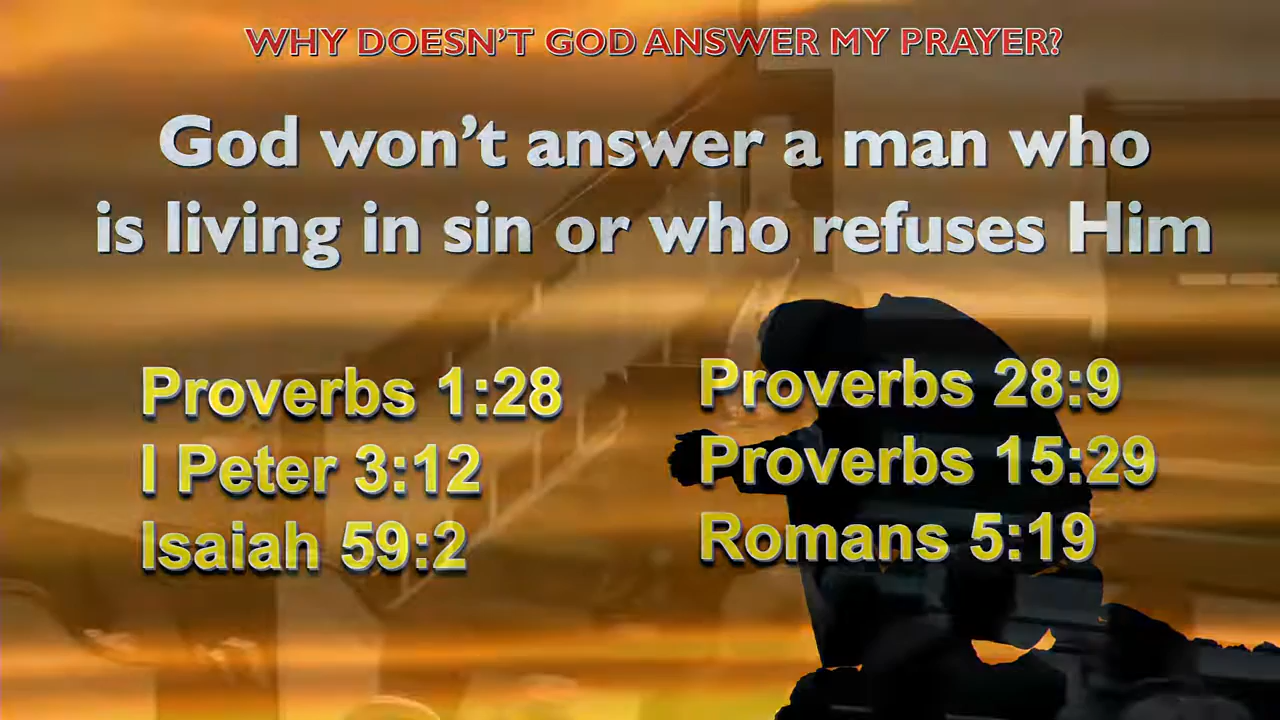 WHY DOESN'T GOD ANSWER MY PRAYER?
God won't answer a man who
is living in sin or who refuses Him
Proverbs 1:28
I Peter 3:12
Isaiah 59:2
Proverbs 28:9
Proverbs 15:29
Romans 5:19